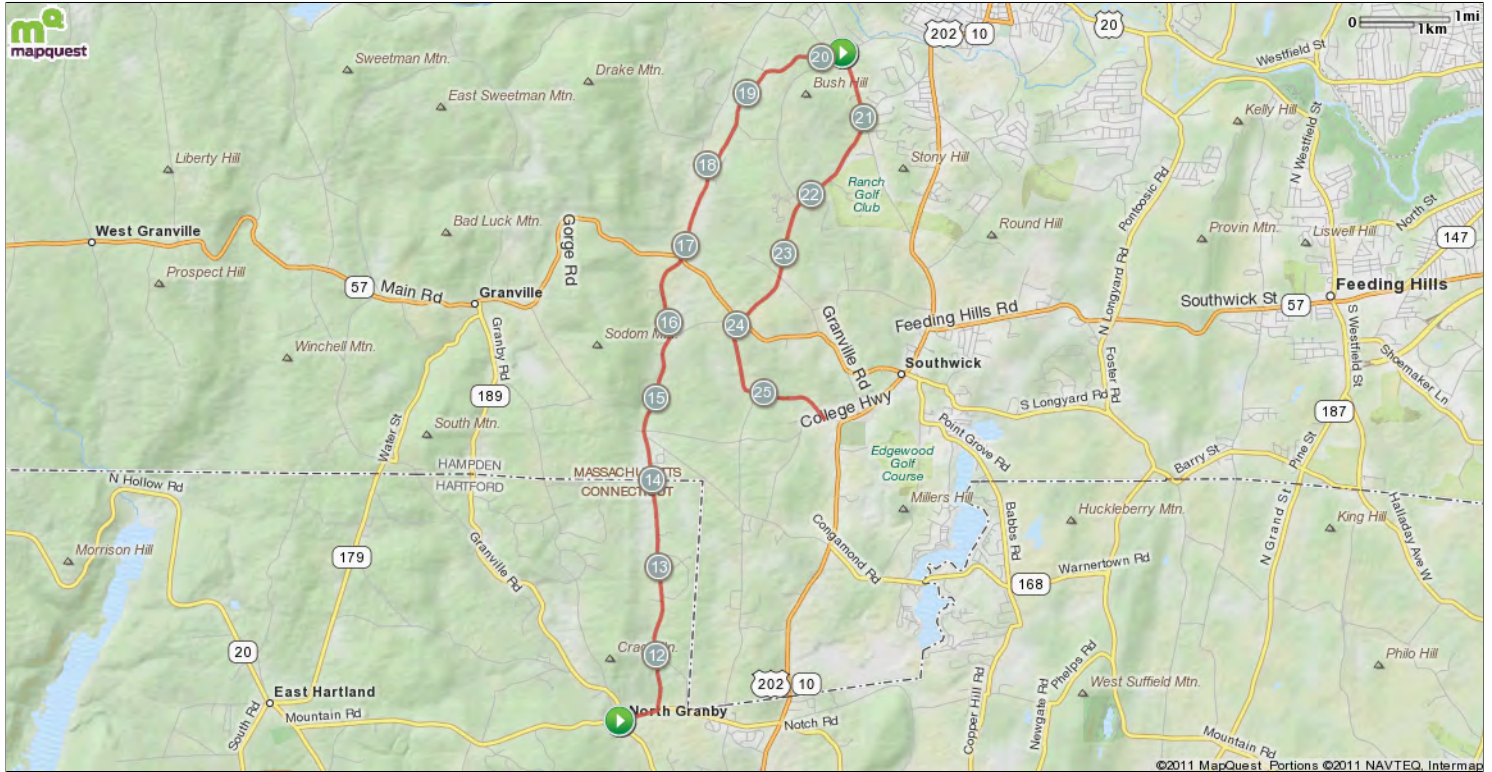 mapquest
0 1mi
1km
202
10
20
Westfield St
Sweetman Mtn.
Drake Mtn.
East Sweetman Mtn.
20
Bush Hill
19
21
Kelly Hill
N Westfield St
Liberty Hill
18
Stony Hill
Ranch
Golf
Club
22
Pontoosic Rd
North St
West Granville
Bad Luck Mtn.
Gorge Rd
17
23
Round Hill
Provin Mtn.
Liswell Hill
147
Prospect Hill
57
Main Rd
Granville
N Longyard Rd
Southwick St
57
Feeding Hills
Granby Rd
Sodom M
16
24
Granville Rd
Feeding Hills Rd
S Westfield St
Winchell Mtn.
Southwick
Foster Rd
Shoemaker Ln
189
15
25
College Hwy
S Longyard Rd
187
Water St
South Mtn.
Point Grove Rd
Edgewood
Golf
Course
Barry St
Pine St
HAMPDEN
HARTFORD
MASSACHUSETTS
CONNECTICUT
14
N Hollow Rd
Millers Hill
Babbs Rd
Huckleberry Mtn.
N Grand St
King Hill
Halladay Ave W
Morrison Hill
179
Granville Rd
13
Congamond Rd
168
Warnertown Rd
20
Crag Mtn.
12
Phelps Rd
Philo Hill
East Hartland
South Rd
Mountain Rd
North Granby
202
10
Notch Rd
Copper Hill Rd
Newgate Rd
West Suffield Mtn.
Mountain Rd
©2011 MapQuest Portions ©2011 NAVTEQ, Intermap